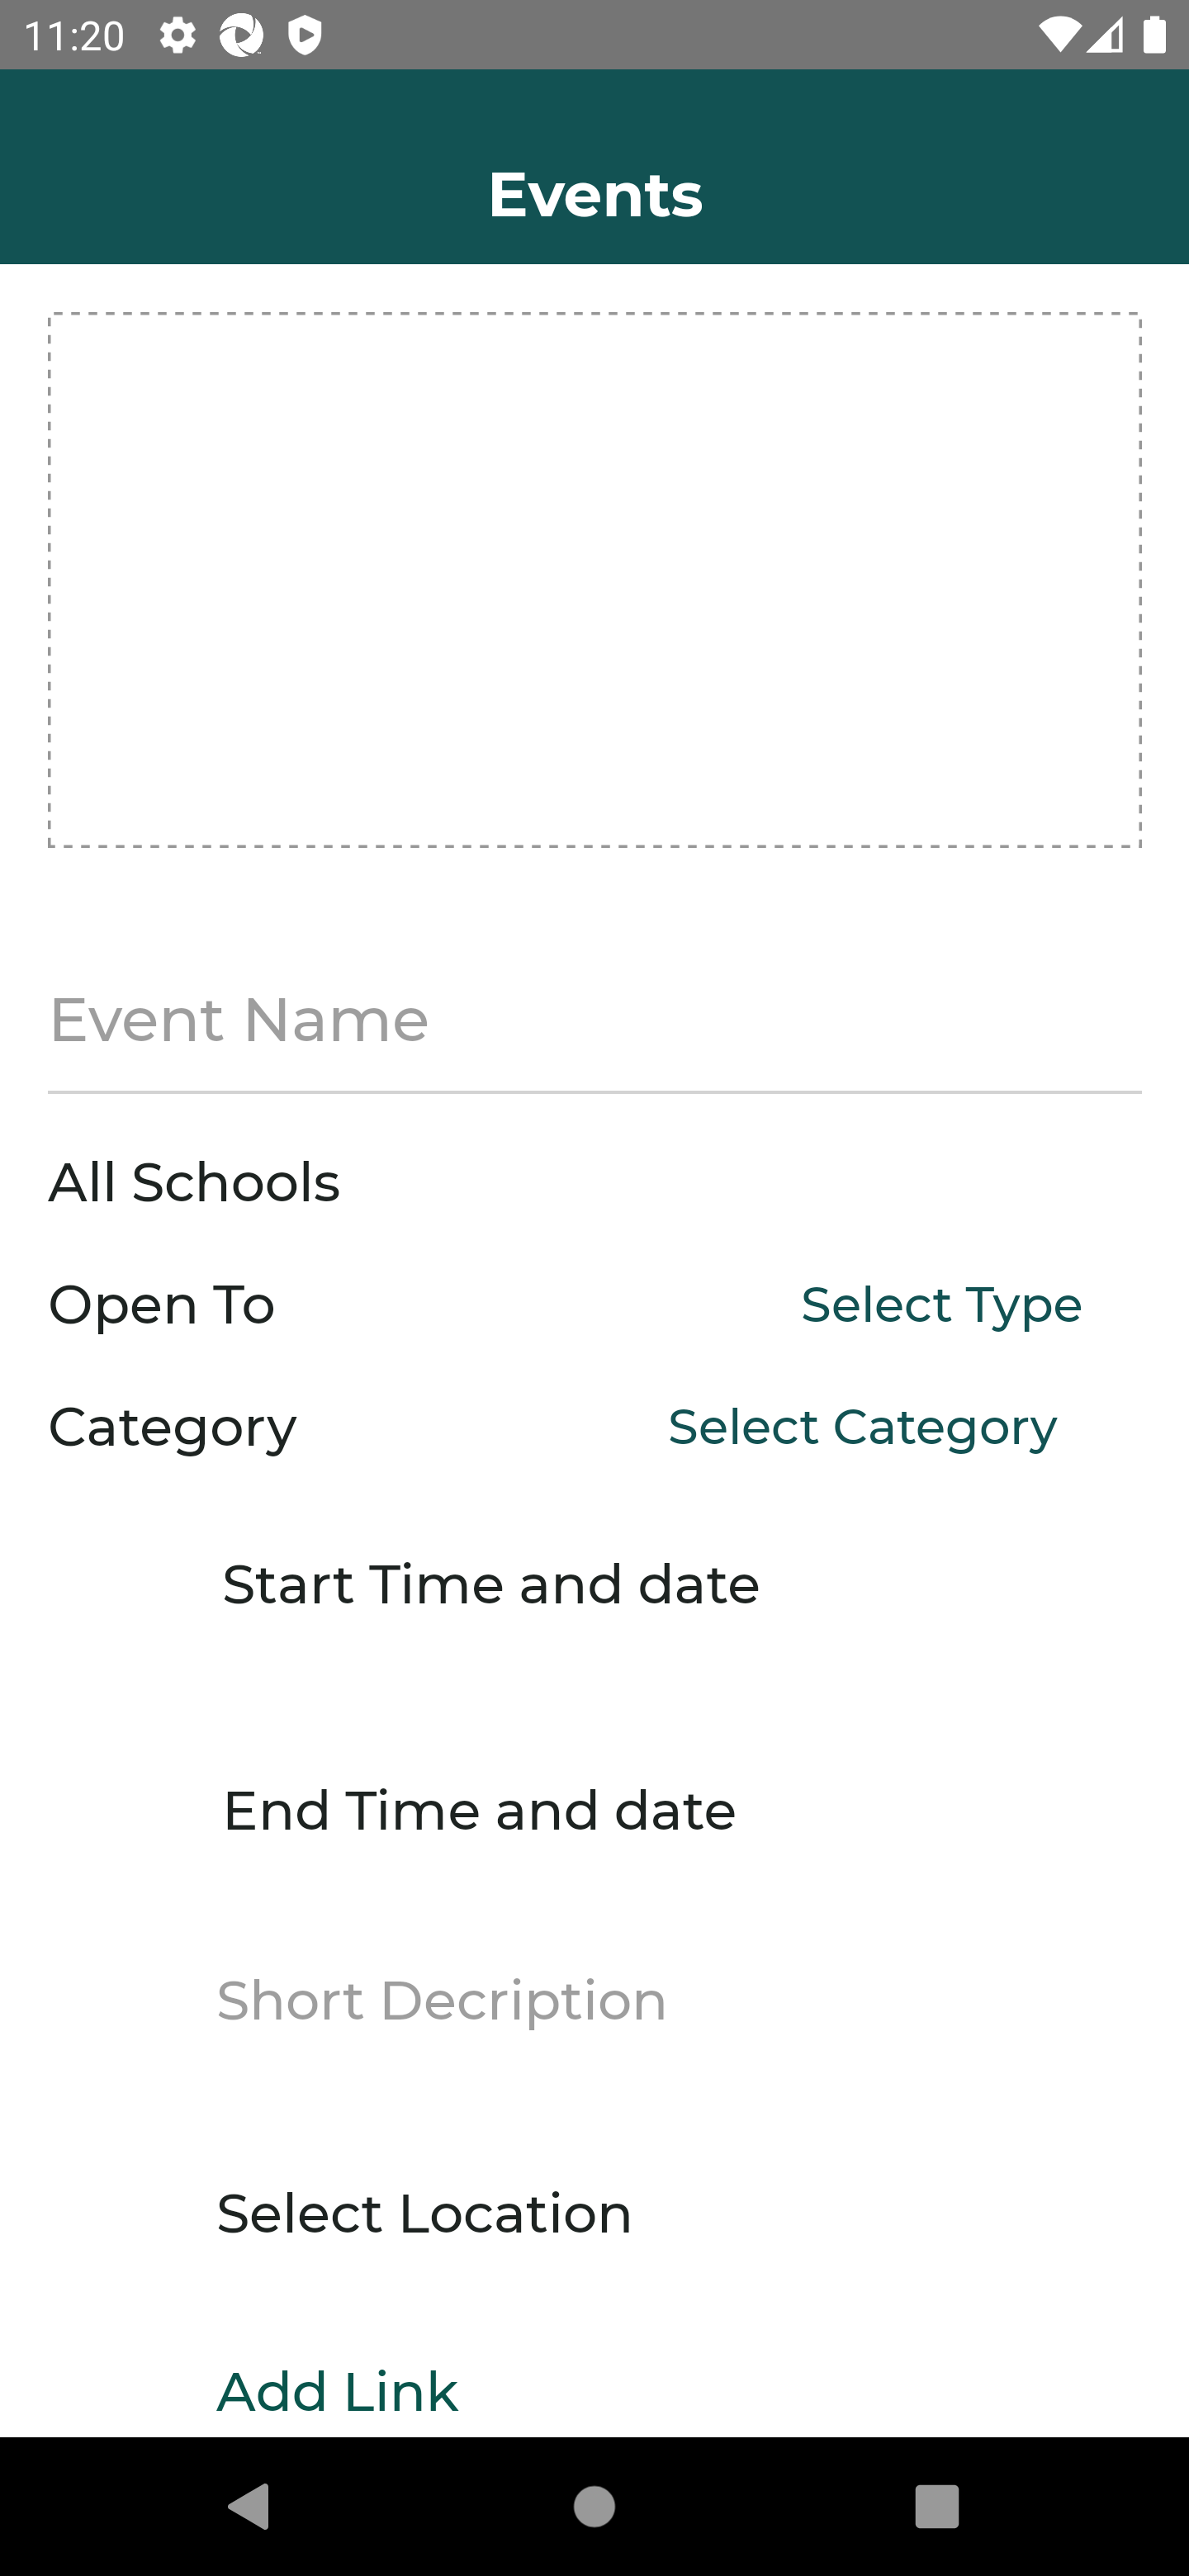 11:20
Events
Event Name
All Schools
Open To
Select Type
Category
Select Category
Start Time and date
End Time and date
Short Decription
Select Location
Add Link